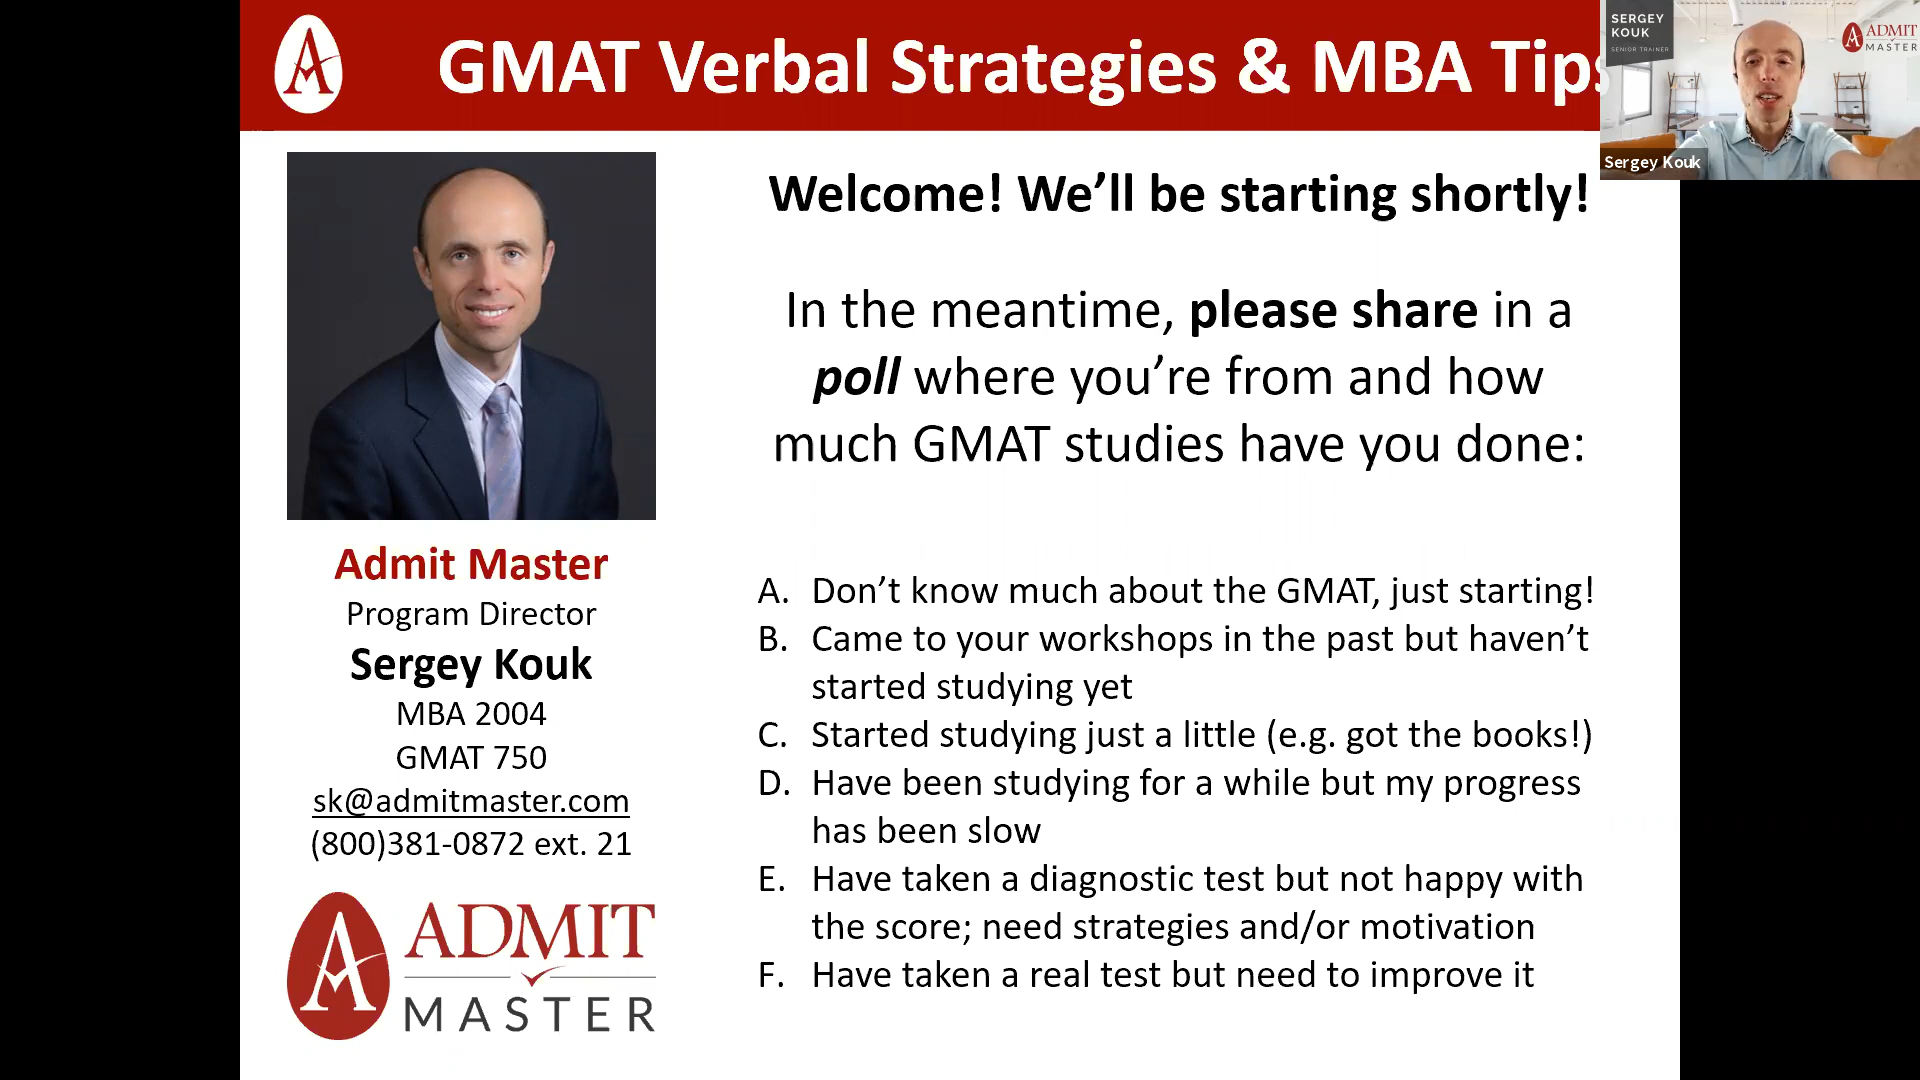 GMAT Verbal Strategies & MBA Tips
SERGEY
KOUK
SENIOR TRAINER
ADMIT
MASTER
Sergey Kouk
Welcome! We’ll be starting shortly!
In the meantime, please share in a
poll where you’re from and how
much GMAT studies have you done:
Admit Master
Program Director
Sergey Kouk
MBA 2004
GMAT 750
sk@admitmaster.com
(800)381-0872 ext. 21
ADMIT
MASTER
A. Don’t know much about the GMAT, just starting!
B. Came to your workshops in the past but haven’t
started studying yet
C. Started studying just a little (e.g. got the books!)
D. Have been studying for a while but my progress
has been slow
E. Have taken a diagnostic test but not happy with
the score; need strategies and/or motivation
F. Have taken a real test but need to improve it